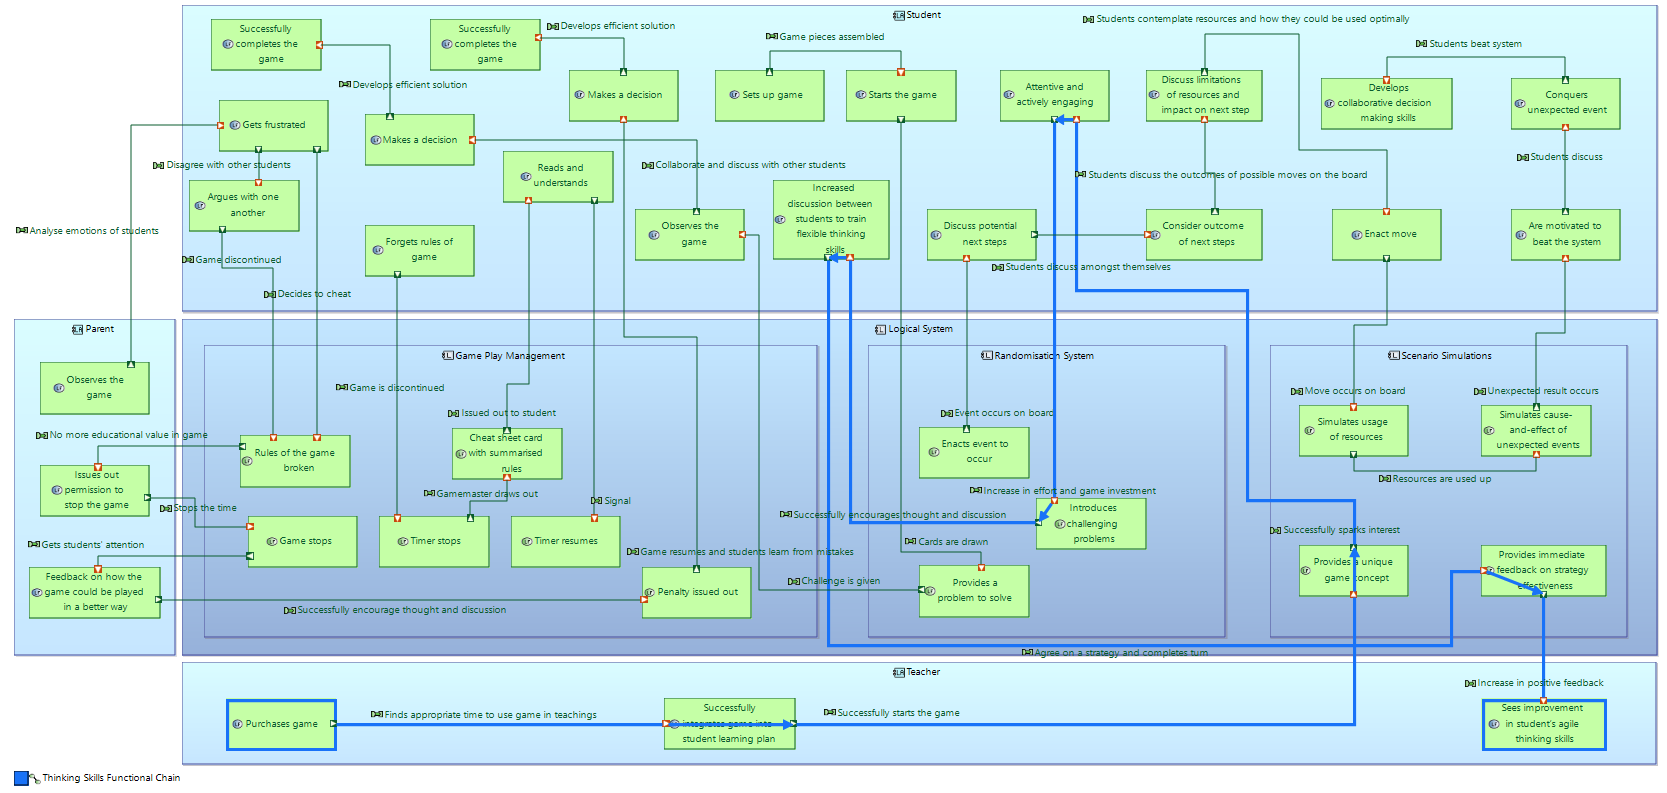 Student
Successfully
completes the
game
Successfully
completes the
game
Develops efficient solution
Game pieces assembled
Students contemplate resources and how they could be used optimally
Students beat system
Develops efficient solution
Makes a decision
Sets up game
Starts the game
Attentive and
actively engaging
Discuss limitations
of resources and
impact on next step
Develops
collaborative decision
making skills
Conquers
unexpected event
Gets frustrated
Makes a decision
Disagree with other students
Reads and
understands
Collaborate and discuss with other students
Students discuss the outcomes of possible moves on the board
Students discuss
Argues with one
another
Increased
discussion between
students to train
flexible thinking
skills
Analyse emotions of students
Forgets rules of
game
Observes the
game
Discuss potential
next steps
Consider outcome
of next steps
Enact move
Are motivated to
beat the system
Game discontinued
Students discuss amongst themselves
Decides to cheat
Parent
Logical System
Game Play Management
Randomisation System
Scenario Simulations
Observes the
game
Game is discontinued
Move occurs on board
Unexpected result occurs
Issued out to student
Event occurs on board
No more educational value in game
Rules of the game
broken
Cheat sheet card
with summarised
rules
Enacts event to
occur
Simulates usage
of resources
Simulates cause-
and-effect of
unexpected events
Issues out
permission to
stop the game
Resources are used up
Gamemaster draws out
Signal
Increase in effort and game investment
Stops the time
Successfully encourages thought and discussion
Introduces
challenging
problems
Successfully sparks interest
Game stops
Timer stops
Timer resumes
Cards are drawn
Gets students' attention
Game resumes and students learn from mistakes
Provides a unique
game concept
Provides immediate
feedback on strategy
effectiveness
Feedback on how the
game could be played
in a better way
Challenge is given
Penalty issued out
Provides a
problem to solve
Successfully encourage thought and discussion
Agree on a strategy and completes turn
Teacher
Increase in positive feedback
Purchases game
Finds appropriate time to use game in teachings
Successfully
integrates game into
student learning plan
Successfully starts the game
Sees improvement
in student's agile
thinking skills
Thinking Skills Functional Chain